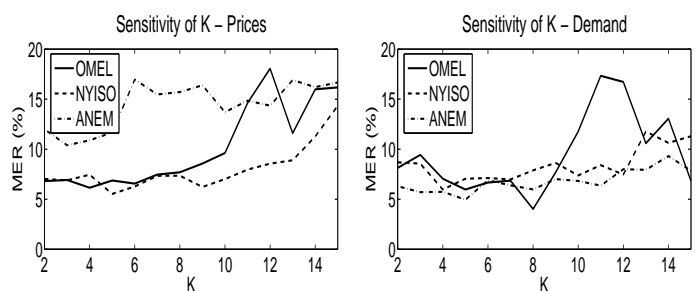 Sensitivity of K – Prices
20
15
10
5
0
MER (%)
OMEL
NYISO
ANEM
2 4 6 8 10 12 14
K
Sensitivity of K – Demand
20
15
10
5
0
MER (%)
OMEL
NYISO
ANEM
2 4 6 8 10 12 14
K